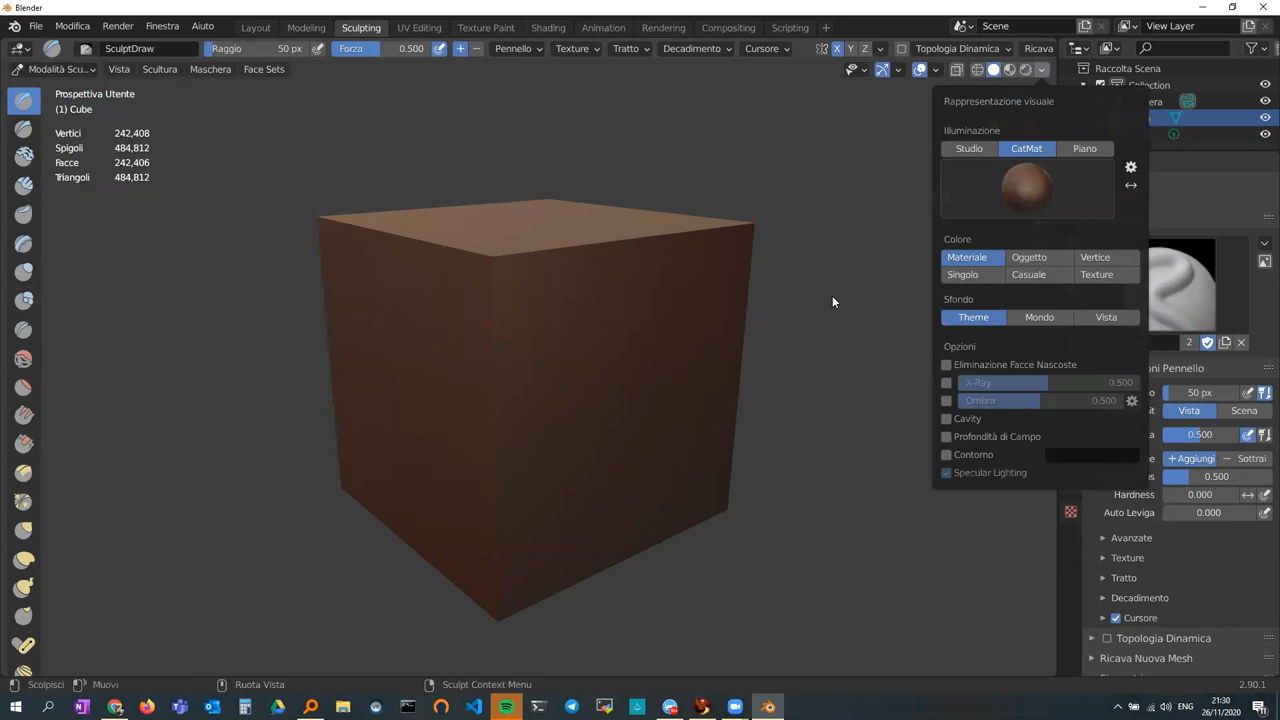 Blender
File Modifica Render Finestra Aiuto Layout Modeling Sculpting UV Editing Texture Paint Shading Animation Rendering Compositing Scripting + Scene View Layer
SculptDraw Raggio 50 px Forza 0.500 + − Pennello Texture Tratto Decadimento Cursore X Y Z Topologia Dinamica Ricava
Modalità Scu... Vista Scultura Maschera Face Sets Raccolta Scena
Collection
Prospettiva Utente
(1) Cube
Vertici 242,408
Spigoli 484,812
Facce 242,406
Triangoli 484,812
Rappresentazione visuale
Illuminazione
Studio CatMat Piano
Colore
Materiale Oggetto Vertice
Singolo Casuale Texture
Sfondo
Theme Mondo Vista
Opzioni
Eliminazione Facce Nascoste
X-Ray 0.500
Ombra 0.500
Cavity
Profondità di Campo
Contorno
Specular Lighting
2
oni Pennello
50 px
Vista Scena
0.500
+ Aggiungi − Sottrai
0.500
Hardness 0.000
Auto Leviga 0.000
Avanzate
Texture
Tratto
Decadimento
Cursore
Topologia Dinamica
Ricava Nuova Mesh
Scolpisci Muovi Ruota Vista Sculpt Context Menu 2.90.1
21:30
26/11/2020